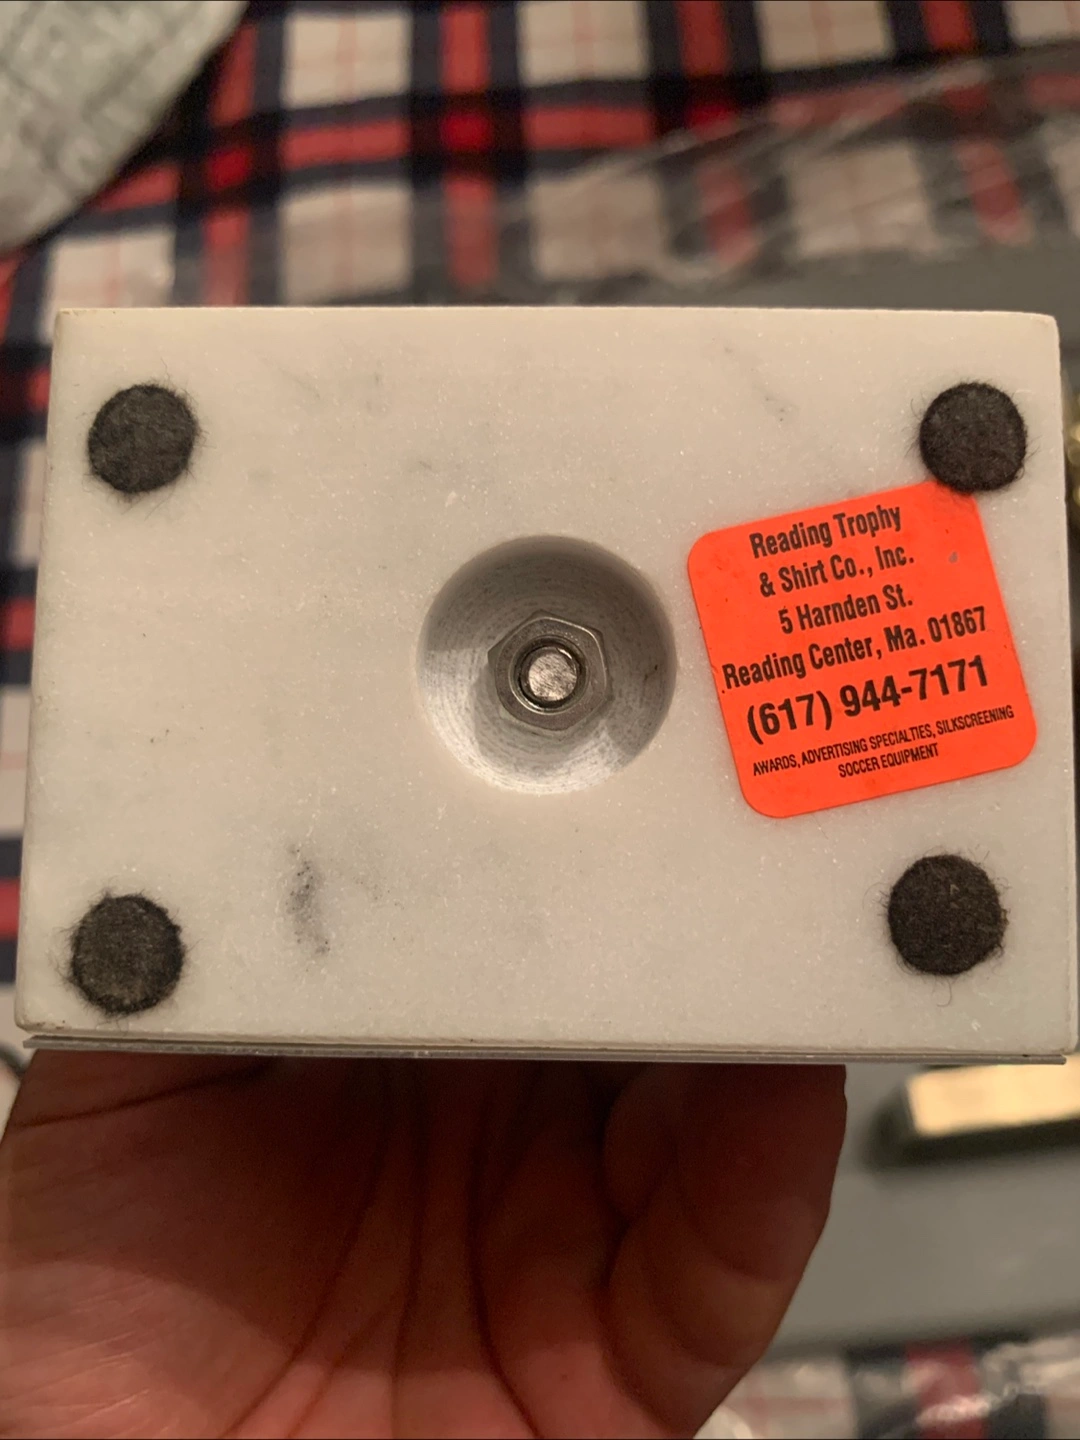 Reading Trophy
& Shirt Co., Inc.
5 Harnden St.
Reading Center, Ma. 01867
(617) 944-7171
AWARDS, ADVERTISING SPECIALTIES, SILKSCREENING
SOCCER EQUIPMENT